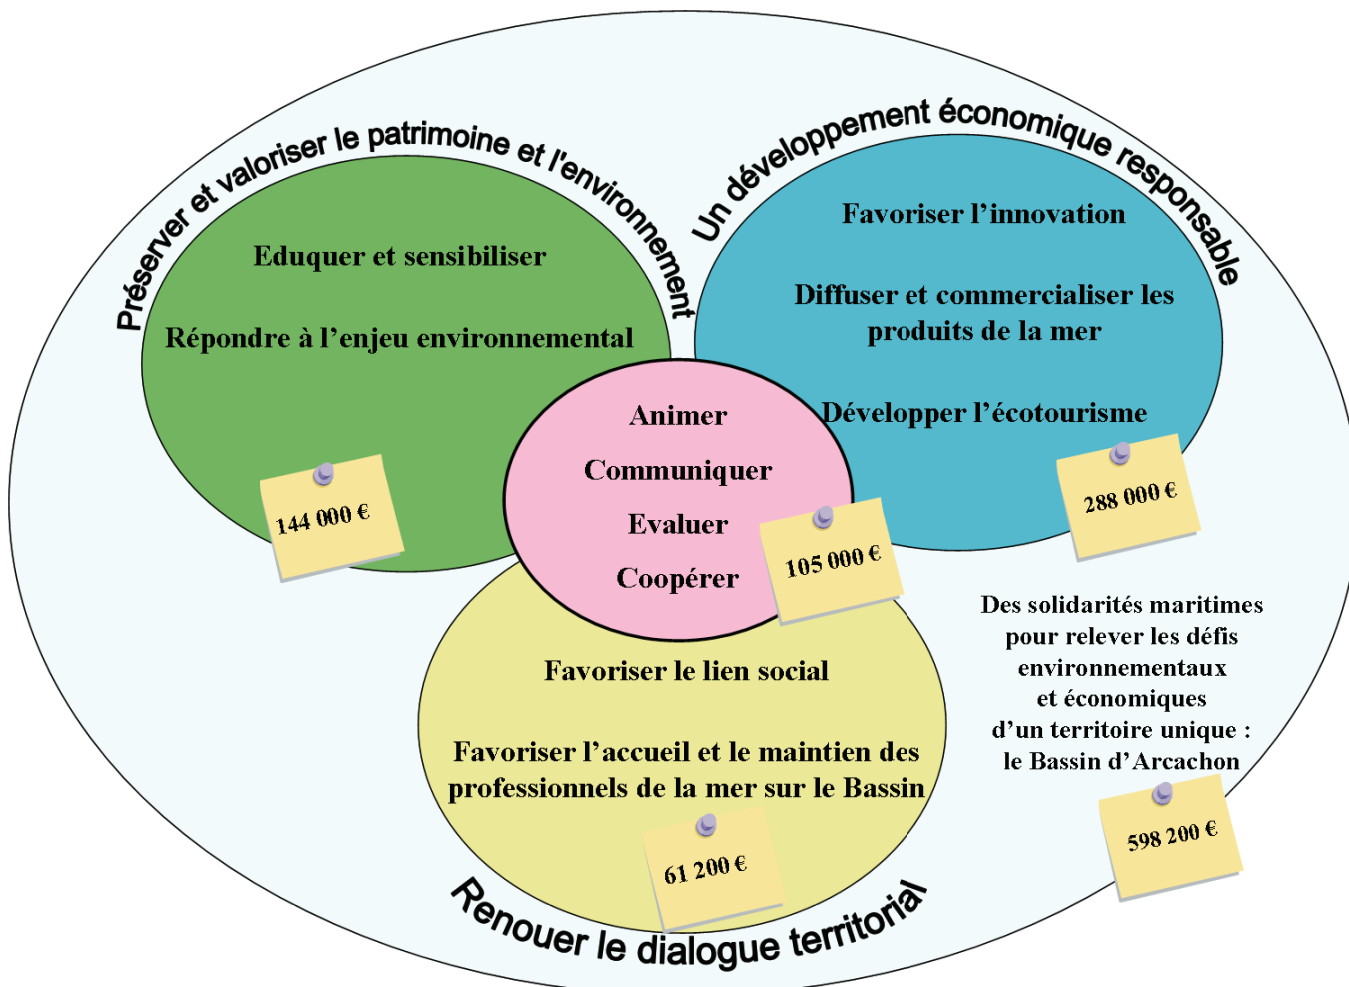 Préserver et valoriser le patrimoine et l'environnement
Eduquer et sensibiliser
Répondre à l’enjeu environnemental
144 000 €
Un développement économique responsable
Favoriser l’innovation
Diffuser et commercialiser les
produits de la mer
Développer l’écotourisme
288 000 €
Animer
Communiquer
Evaluer
Coopérer
105 000 €
Favoriser le lien social
Favoriser l’accueil et le maintien des
professionnels de la mer sur le Bassin
61 200 €
Renouer le dialogue territorial
Des solidarités maritimes
pour relever les défis
environnementaux
et économiques
d’un territoire unique :
le Bassin d’Arcachon
598 200 €